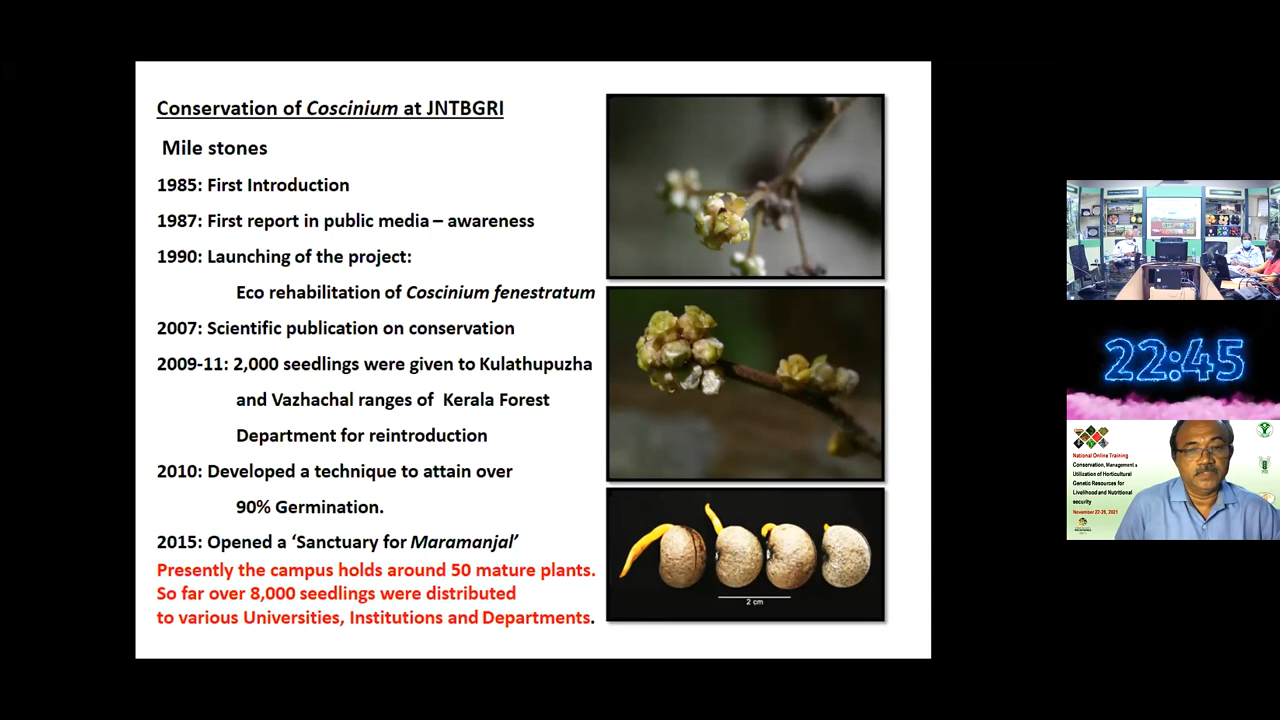 Conservation of Coscinium at JNTBGRI
Mile stones
1985: First Introduction
1987: First report in public media – awareness
1990: Launching of the project:
Eco rehabilitation of Coscinium fenestratum
2007: Scientific publication on conservation
2009-11: 2,000 seedlings were given to Kulathupuzha
and Vazhachal ranges of Kerala Forest
Department for reintroduction
2010: Developed a technique to attain over
90% Germination.
2015: Opened a ‘Sanctuary for Maramanjal’
Presently the campus holds around 50 mature plants.
So far over 8,000 seedlings were distributed
to various Universities, Institutions and Departments.
2 cm
22:45
National Online Training
Conservation, Management &
Utilization of Horticultural
Genetic Resources for
Livelihood and Nutritional
security
November 22-26, 2021